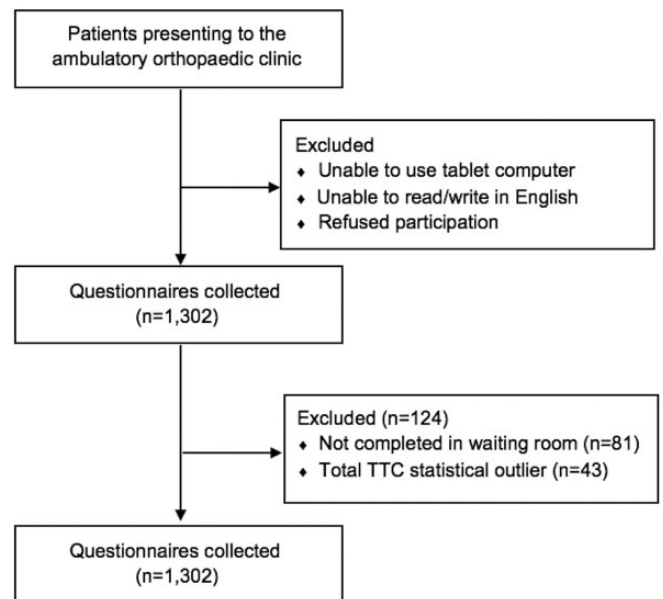 Patients presenting to the
ambulatory orthopaedic clinic
Excluded
♦ Unable to use tablet computer
♦ Unable to read/write in English
♦ Refused participation
Questionnaires collected
(n=1,302)
Excluded (n=124)
♦ Not completed in waiting room (n=81)
♦ Total TTC statistical outlier (n=43)
Questionnaires collected
(n=1,302)